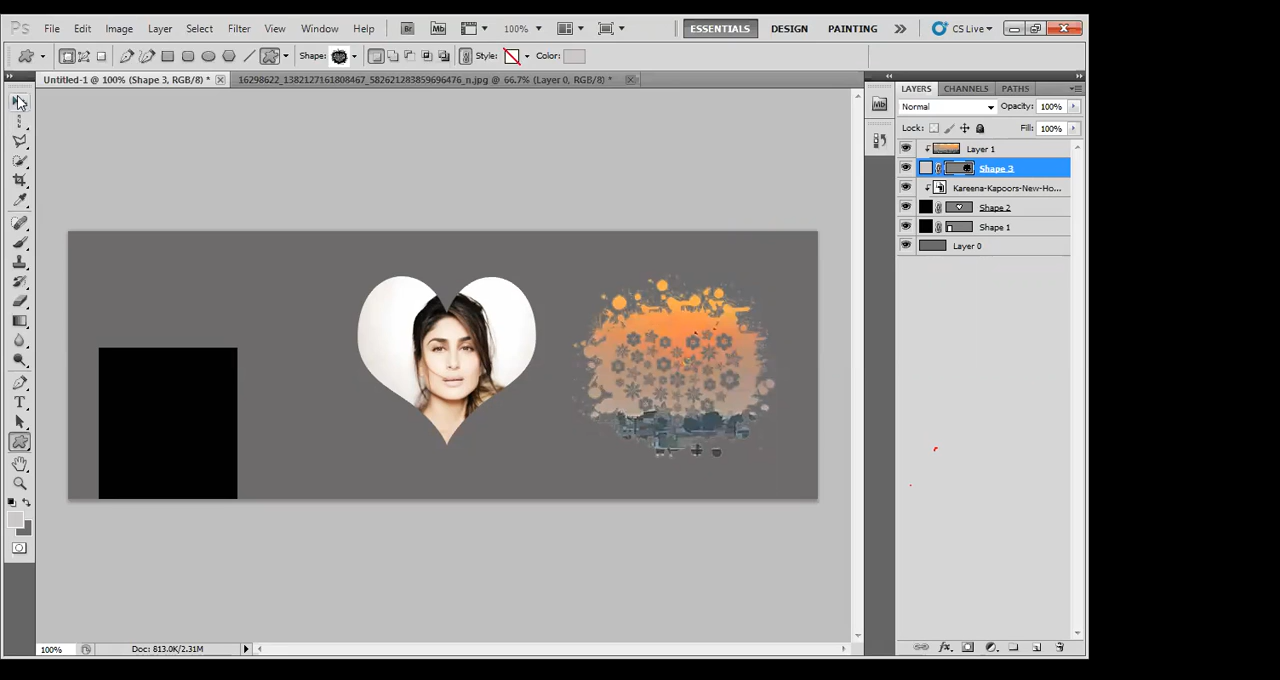 Ps File Edit Image Layer Select Filter View Window Help Br Mb 100% ESSENTIALS DESIGN PAINTING CS Live
Shape: Style: Color:
Untitled-1 @ 100% (Shape 3, RGB/8) * 16298622_1382127161808467_582621283859696476_n.jpg @ 66.7% (Layer 0, RGB/8) *
LAYERS CHANNELS PATHS
Mb
Normal Opacity: 100%
Lock: Fill: 100%
Layer 1
Shape 3
Kareena-Kapoors-New-Ho...
Shape 2
Shape 1
Layer 0
T
100% Doc: 813.0K/2.31M
fx